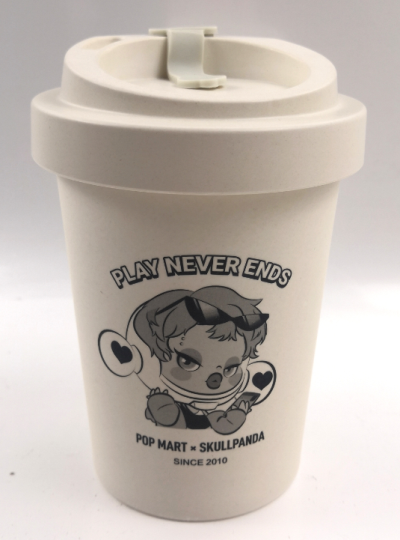 PLAY NEVER ENDS
POP MART × SKULLPANDA
SINCE 2010